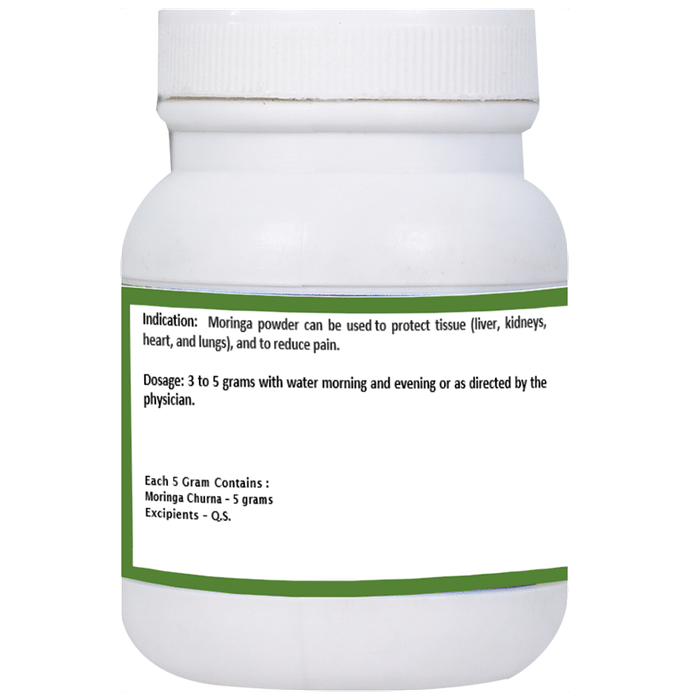 Indication: Moringa powder can be used to protect tissue (liver, kidneys,
heart, and lungs), and to reduce pain.
Dosage: 3 to 5 grams with water morning and evening or as directed by the
physician.
Each 5 Gram Contains :
Moringa Churna - 5 grams
Excipients - Q.S.